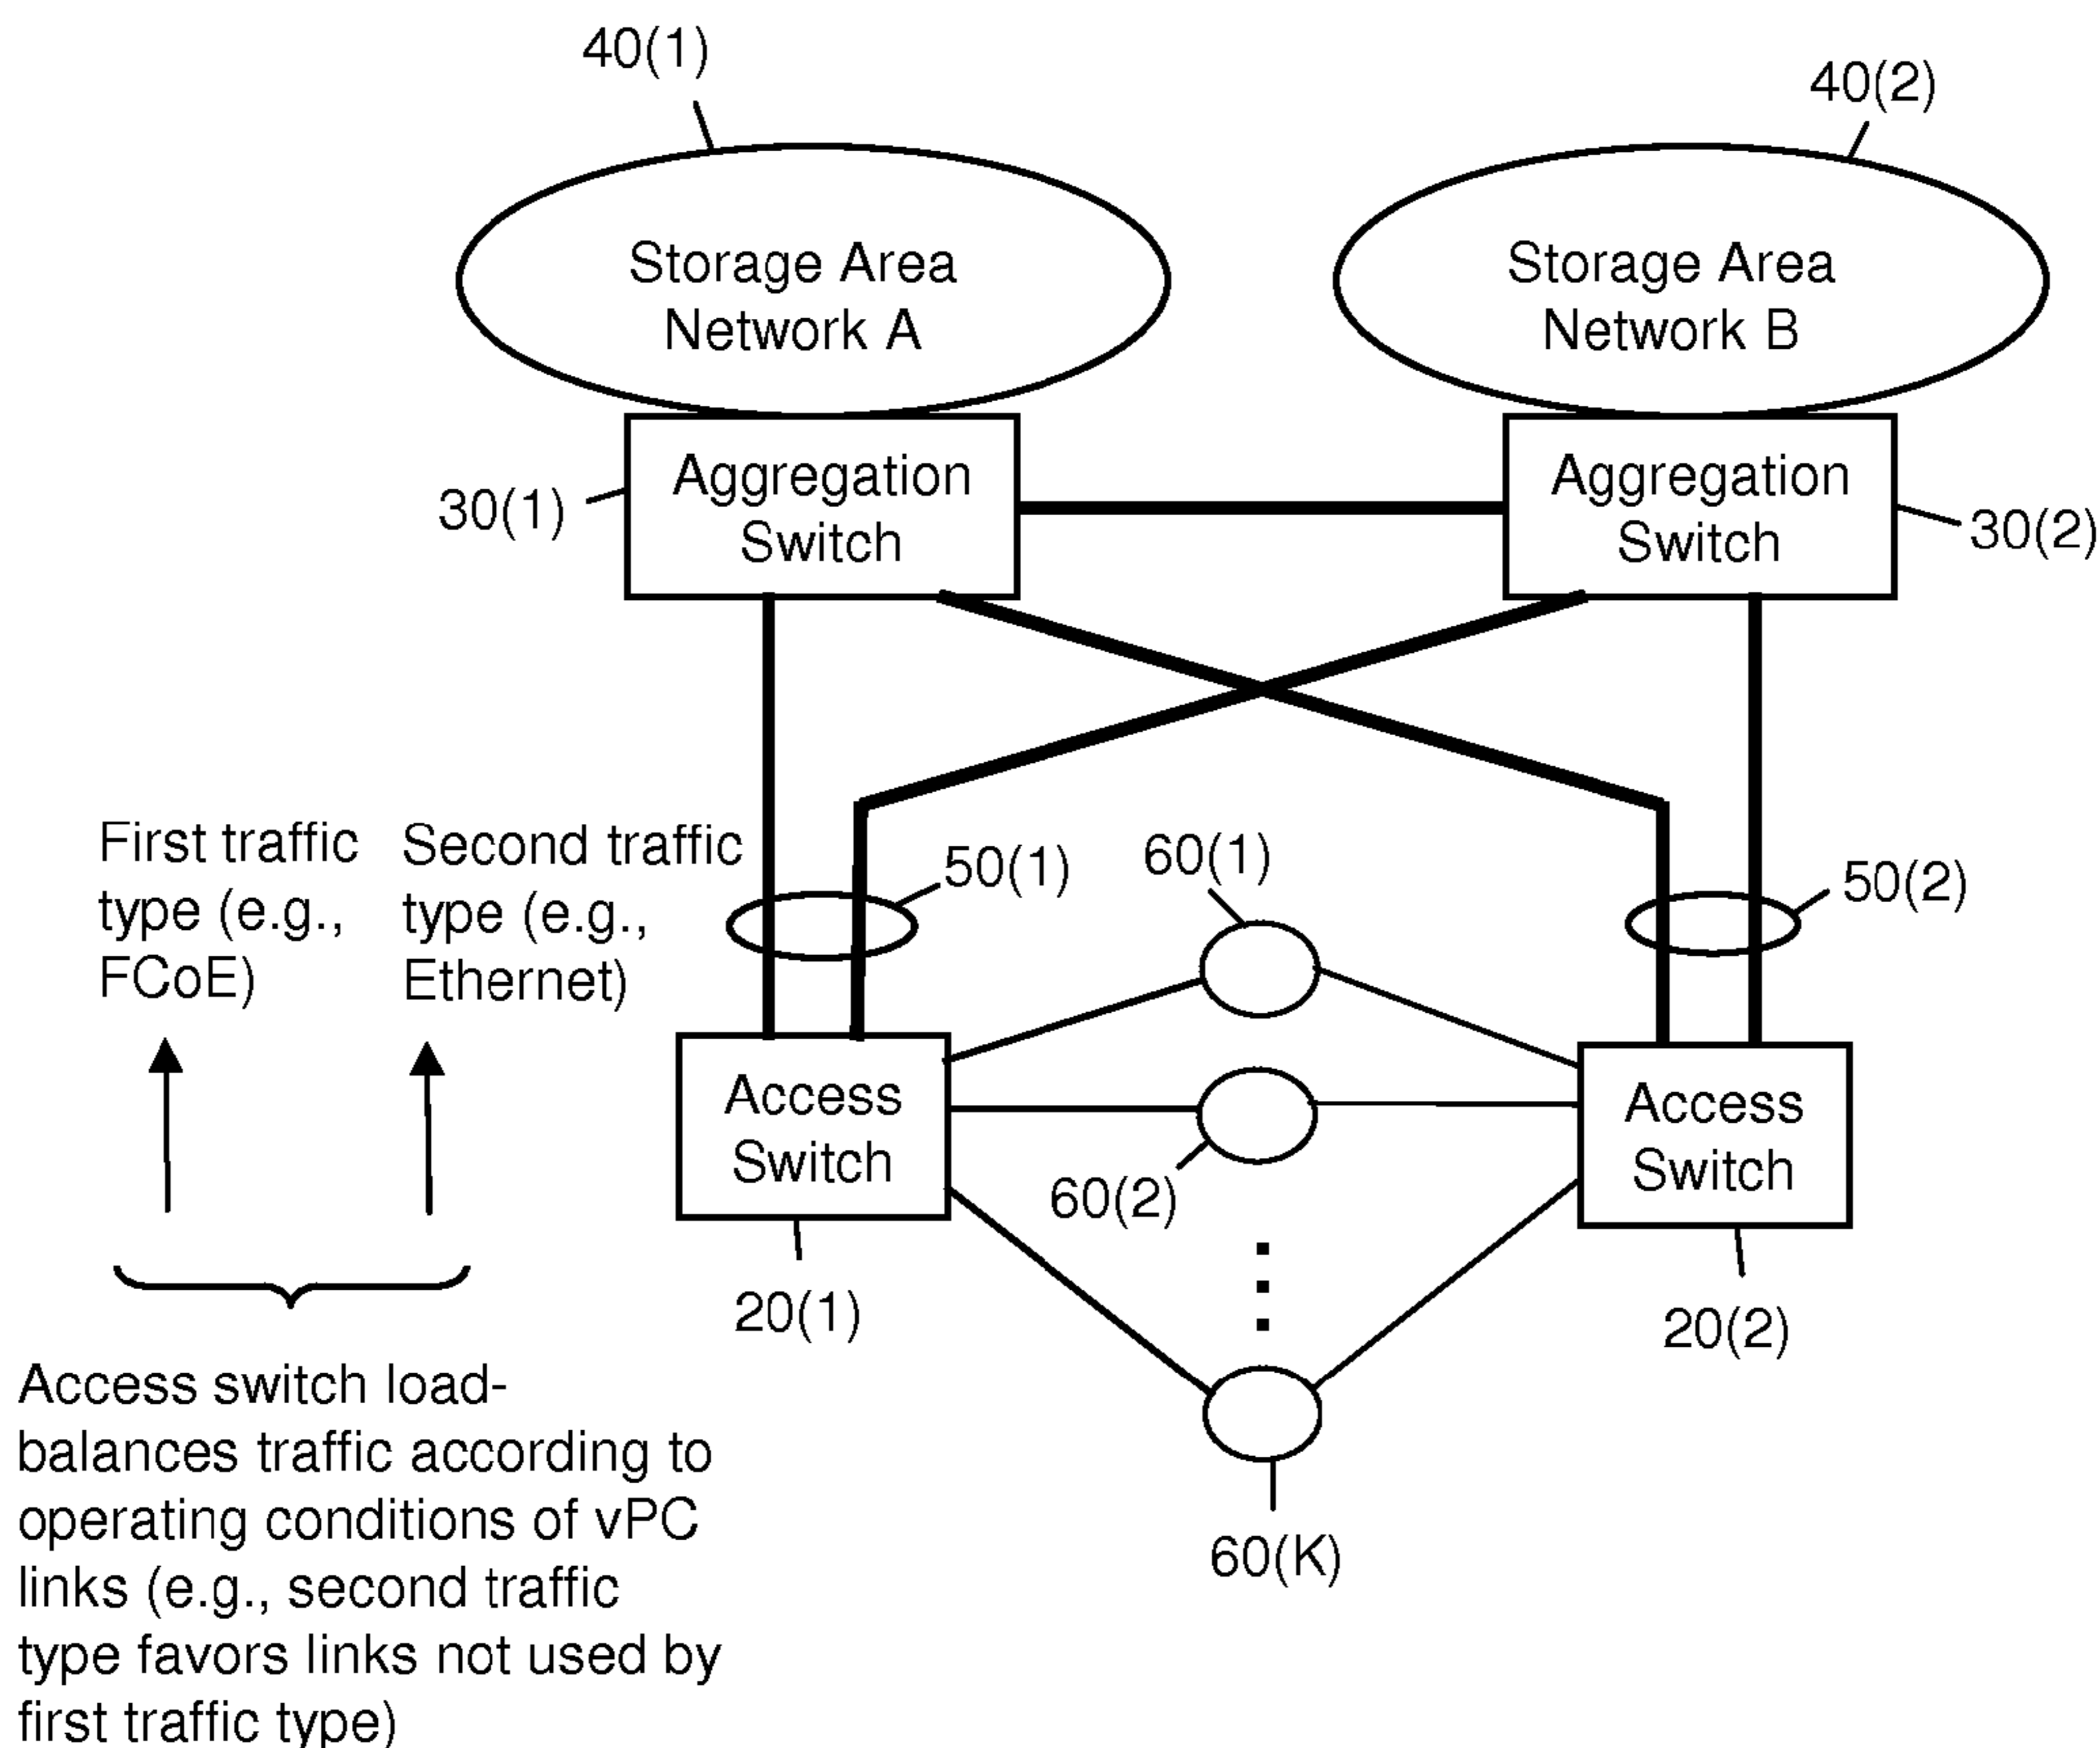 40(1)
40(2)
Storage Area
Network A
Storage Area
Network B
Aggregation
Switch
Aggregation
Switch
30(1)
30(2)
First traffic
type (e.g.,
FCoE)
Second traffic
type (e.g.,
Ethernet)
50(1)
60(1)
50(2)
Access
Switch
60(2)
Access
Switch
20(1)
20(2)
60(K)
Access switch load-
balances traffic according to
operating conditions of vPC
links (e.g., second traffic
type favors links not used by
first traffic type)